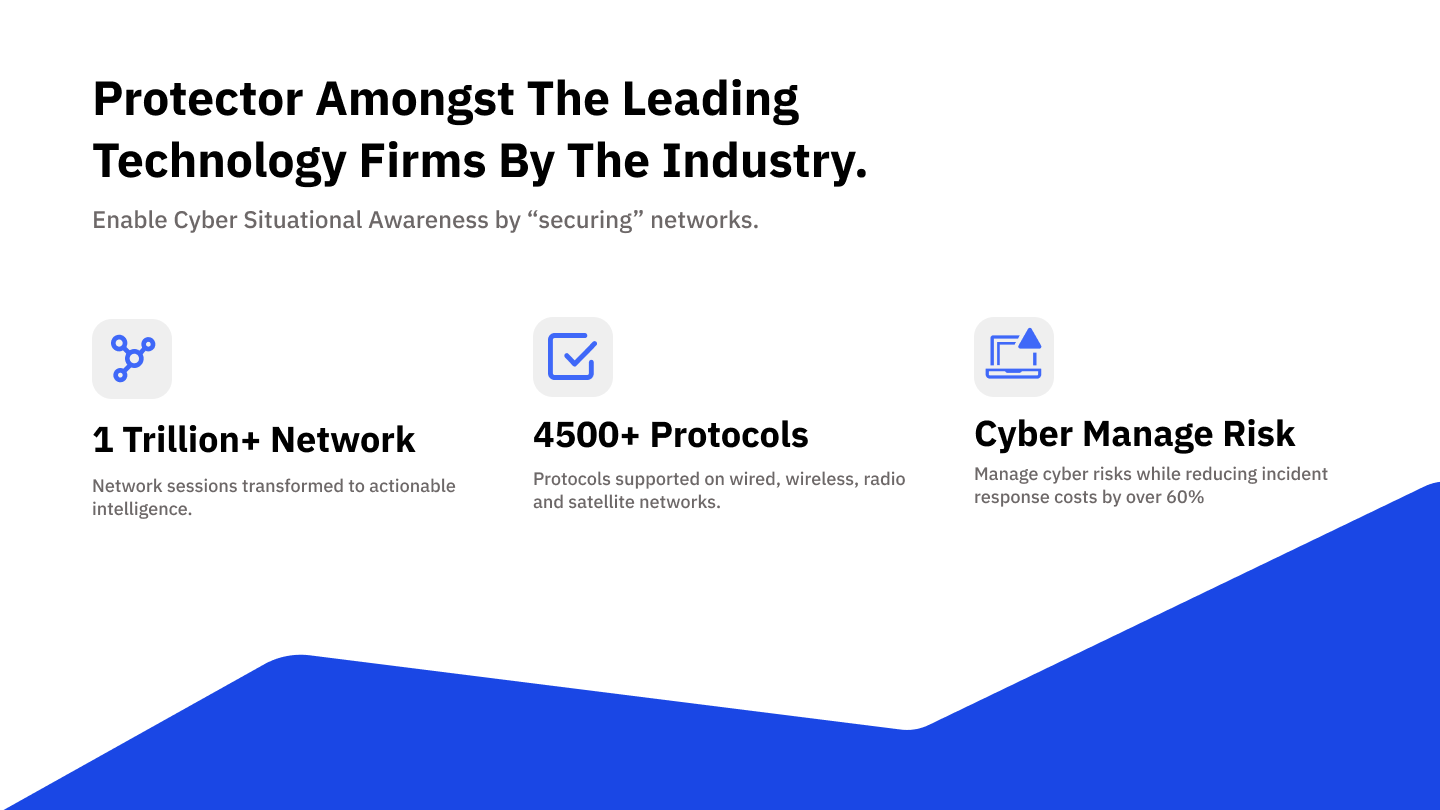 Protector Amongst The Leading
Technology Firms By The Industry.
Enable Cyber Situational Awareness by “securing” networks.
1 Trillion+ Network
Network sessions transformed to actionable
intelligence.
4500+ Protocols
Protocols supported on wired, wireless, radio
and satellite networks.
Cyber Manage Risk
Manage cyber risks while reducing incident
response costs by over 60%